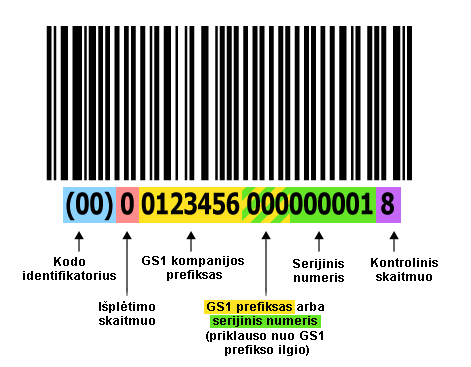 (00) 0 0123456 000000001 8
Kodo
identifikatorius
Išplėtimo
skaitmuo
GS1 kompanijos
prefiksas
GS1 prefiksas arba
serijinis numeris
(priklauso nuo GS1
prefikso ilgio)
Serijinis
numeris
Kontrolinis
skaitmuo